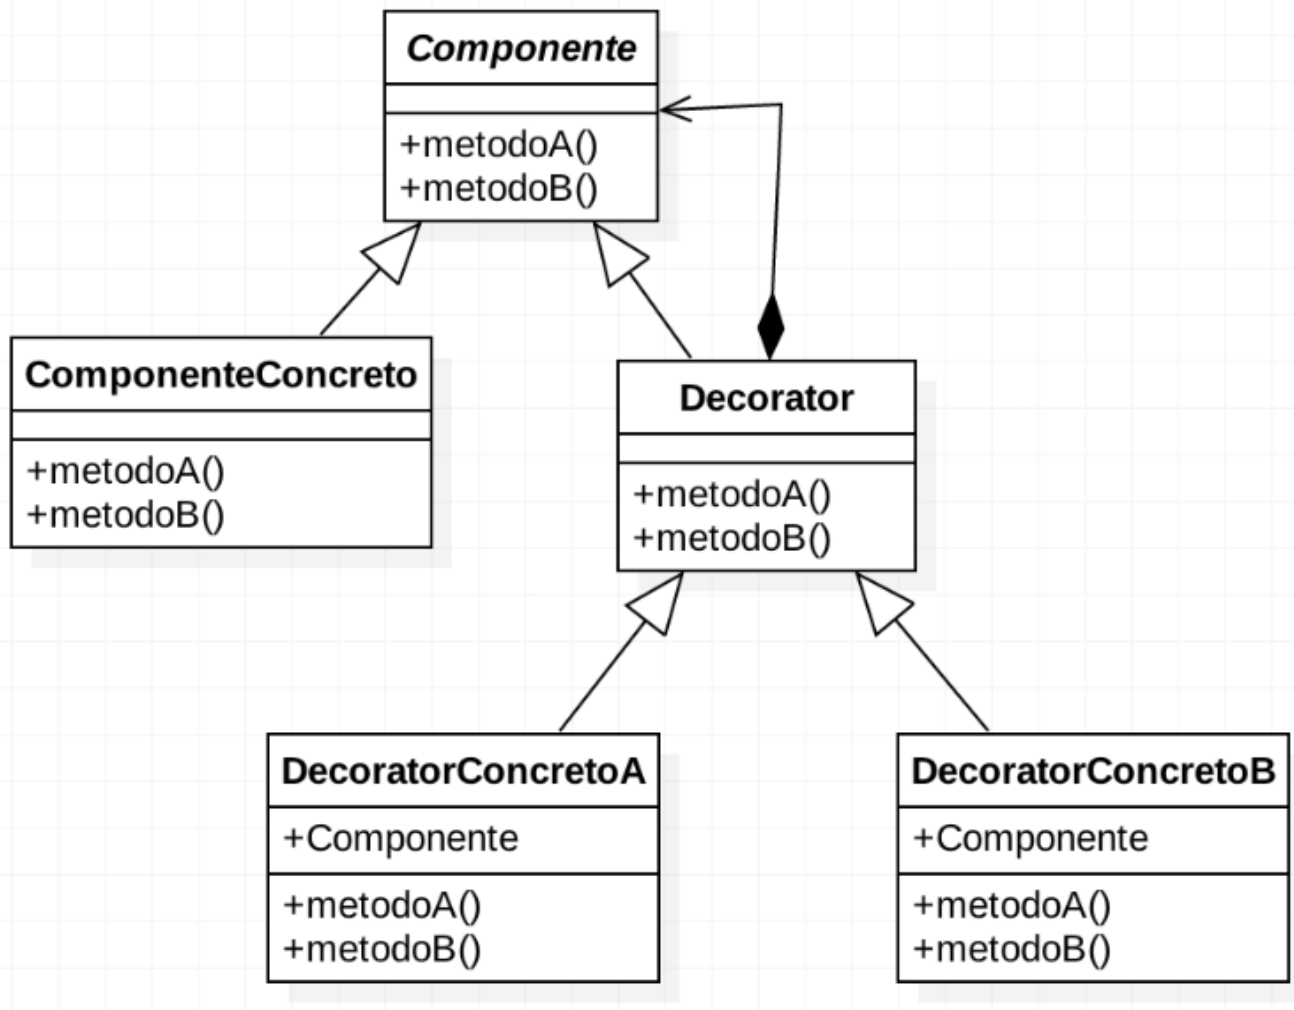 Componente
+metodoA()
+metodoB()
ComponenteConcreto
+metodoA()
+metodoB()
Decorator
+metodoA()
+metodoB()
DecoratorConcretoA
+Componente
+metodoA()
+metodoB()
DecoratorConcretoB
+Componente
+metodoA()
+metodoB()